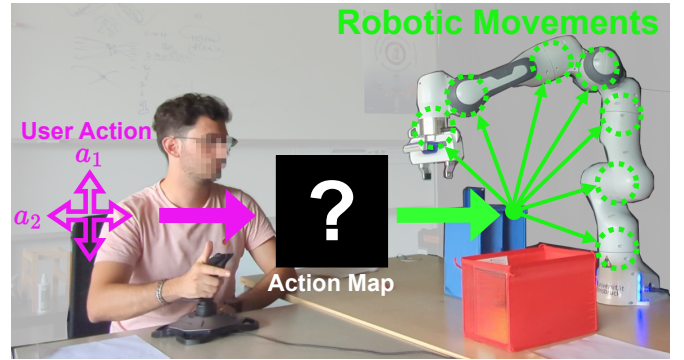 Robotic Movements
User Action
a₁
a₂
?
Action Map